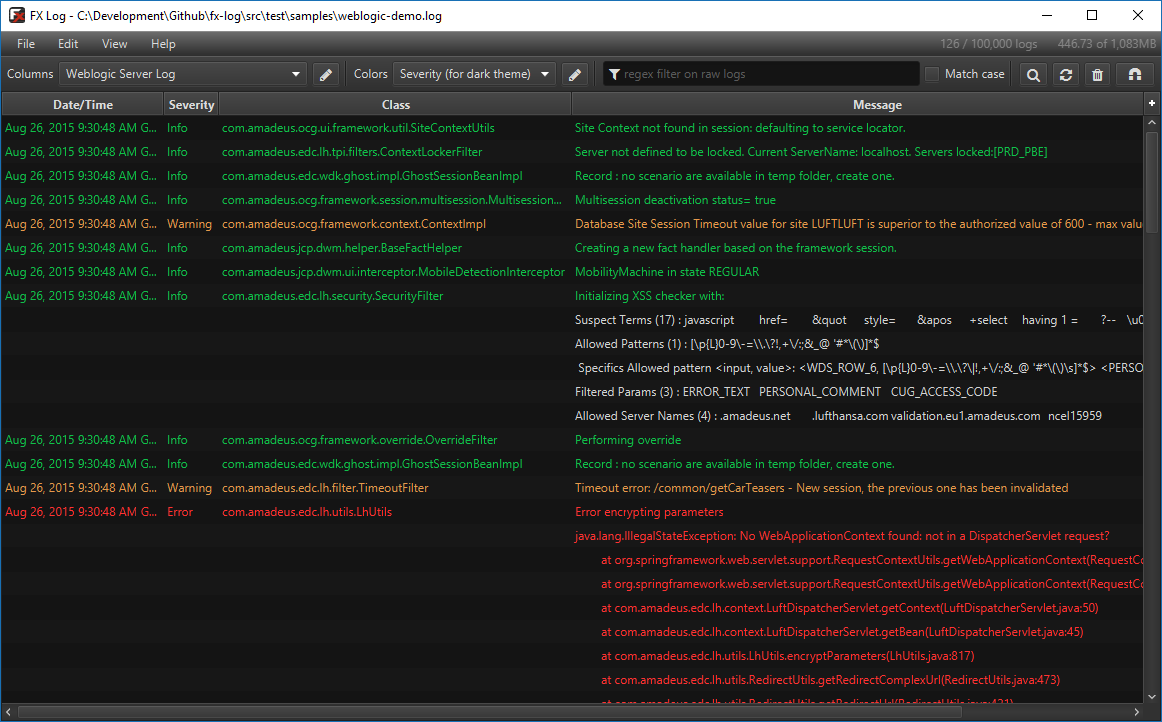 FX Log - C:\Development\Github\fx-log\src\test\samples\weblogic-demo.log
File Edit View Help 126 / 100,000 logs 446.73 of 1,083MB
Columns Weblogic Server Log Colors Severity (for dark theme) regex filter on raw logs Match case
Date/Time Severity Class Message
Aug 26, 2015 9:30:48 AM G... Info com.amadeus.ocg.ui.framework.util.SiteContextUtils Site Context not found in session: defaulting to service locator.
Aug 26, 2015 9:30:48 AM G... Info com.amadeus.edc.lh.tpi.filters.ContextLockerFilter Server not defined to be locked. Current ServerName: localhost. Servers locked:[PRD_PBE]
Aug 26, 2015 9:30:48 AM G... Info com.amadeus.edc.wdk.ghost.impl.GhostSessionBeanImpl Record : no scenario are available in temp folder, create one.
Aug 26, 2015 9:30:48 AM G... Info com.amadeus.ocg.framework.session.multisession.Multisession... Multisession deactivation status= true
Aug 26, 2015 9:30:48 AM G... Warning com.amadeus.ocg.framework.context.ContextImpl Database Site Session Timeout value for site LUFTLUFT is superior to the authorized value of 600 - max valu
Aug 26, 2015 9:30:48 AM G... Info com.amadeus.jcp.dwm.helper.BaseFactHelper Creating a new fact handler based on the framework session.
Aug 26, 2015 9:30:48 AM G... Info com.amadeus.jcp.dwm.ui.interceptor.MobileDetectionInterceptor MobilityMachine in state REGULAR
Aug 26, 2015 9:30:48 AM G... Info com.amadeus.edc.lh.security.SecurityFilter Initializing XSS checker with:
Suspect Terms (17) : javascript href= &quot style= &apos +select having 1 = ?-- \u0
Allowed Patterns (1) : [\p{L}0-9\-=\\.\?!,+\/:;&_@ '#*\(\)]*$
Specifics Allowed pattern <input, value>: <WDS_ROW_6, [\p{L}0-9\-=\\.\?\|!,+\/:;&_@ '#*\(\)\s]*$> <PERSO
Filtered Params (3) : ERROR_TEXT PERSONAL_COMMENT CUG_ACCESS_CODE
Allowed Server Names (4) : .amadeus.net .lufthansa.com validation.eu1.amadeus.com ncel15959
Aug 26, 2015 9:30:48 AM G... Info com.amadeus.ocg.framework.override.OverrideFilter Performing override
Aug 26, 2015 9:30:48 AM G... Info com.amadeus.edc.wdk.ghost.impl.GhostSessionBeanImpl Record : no scenario are available in temp folder, create one.
Aug 26, 2015 9:30:48 AM G... Warning com.amadeus.edc.lh.filter.TimeoutFilter Timeout error: /common/getCarTeasers - New session, the previous one has been invalidated
Aug 26, 2015 9:30:48 AM G... Error com.amadeus.edc.lh.utils.LhUtils Error encrypting parameters
java.lang.IllegalStateException: No WebApplicationContext found: not in a DispatcherServlet request?
at org.springframework.web.servlet.support.RequestContextUtils.getWebApplicationContext(RequestCo
at org.springframework.web.servlet.support.RequestContextUtils.getWebApplicationContext(RequestCo
at com.amadeus.edc.lh.context.LuftDispatcherServlet.getContext(LuftDispatcherServlet.java:50)
at com.amadeus.edc.lh.context.LuftDispatcherServlet.getBean(LuftDispatcherServlet.java:45)
at com.amadeus.edc.lh.utils.LhUtils.encryptParameters(LhUtils.java:817)
at com.amadeus.edc.lh.utils.RedirectUtils.getRedirectComplexUrl(RedirectUtils.java:473)
at com.amadeus.edc.lh.utils.RedirectUtils.getRedirectUrl(RedirectUtils.java:421)